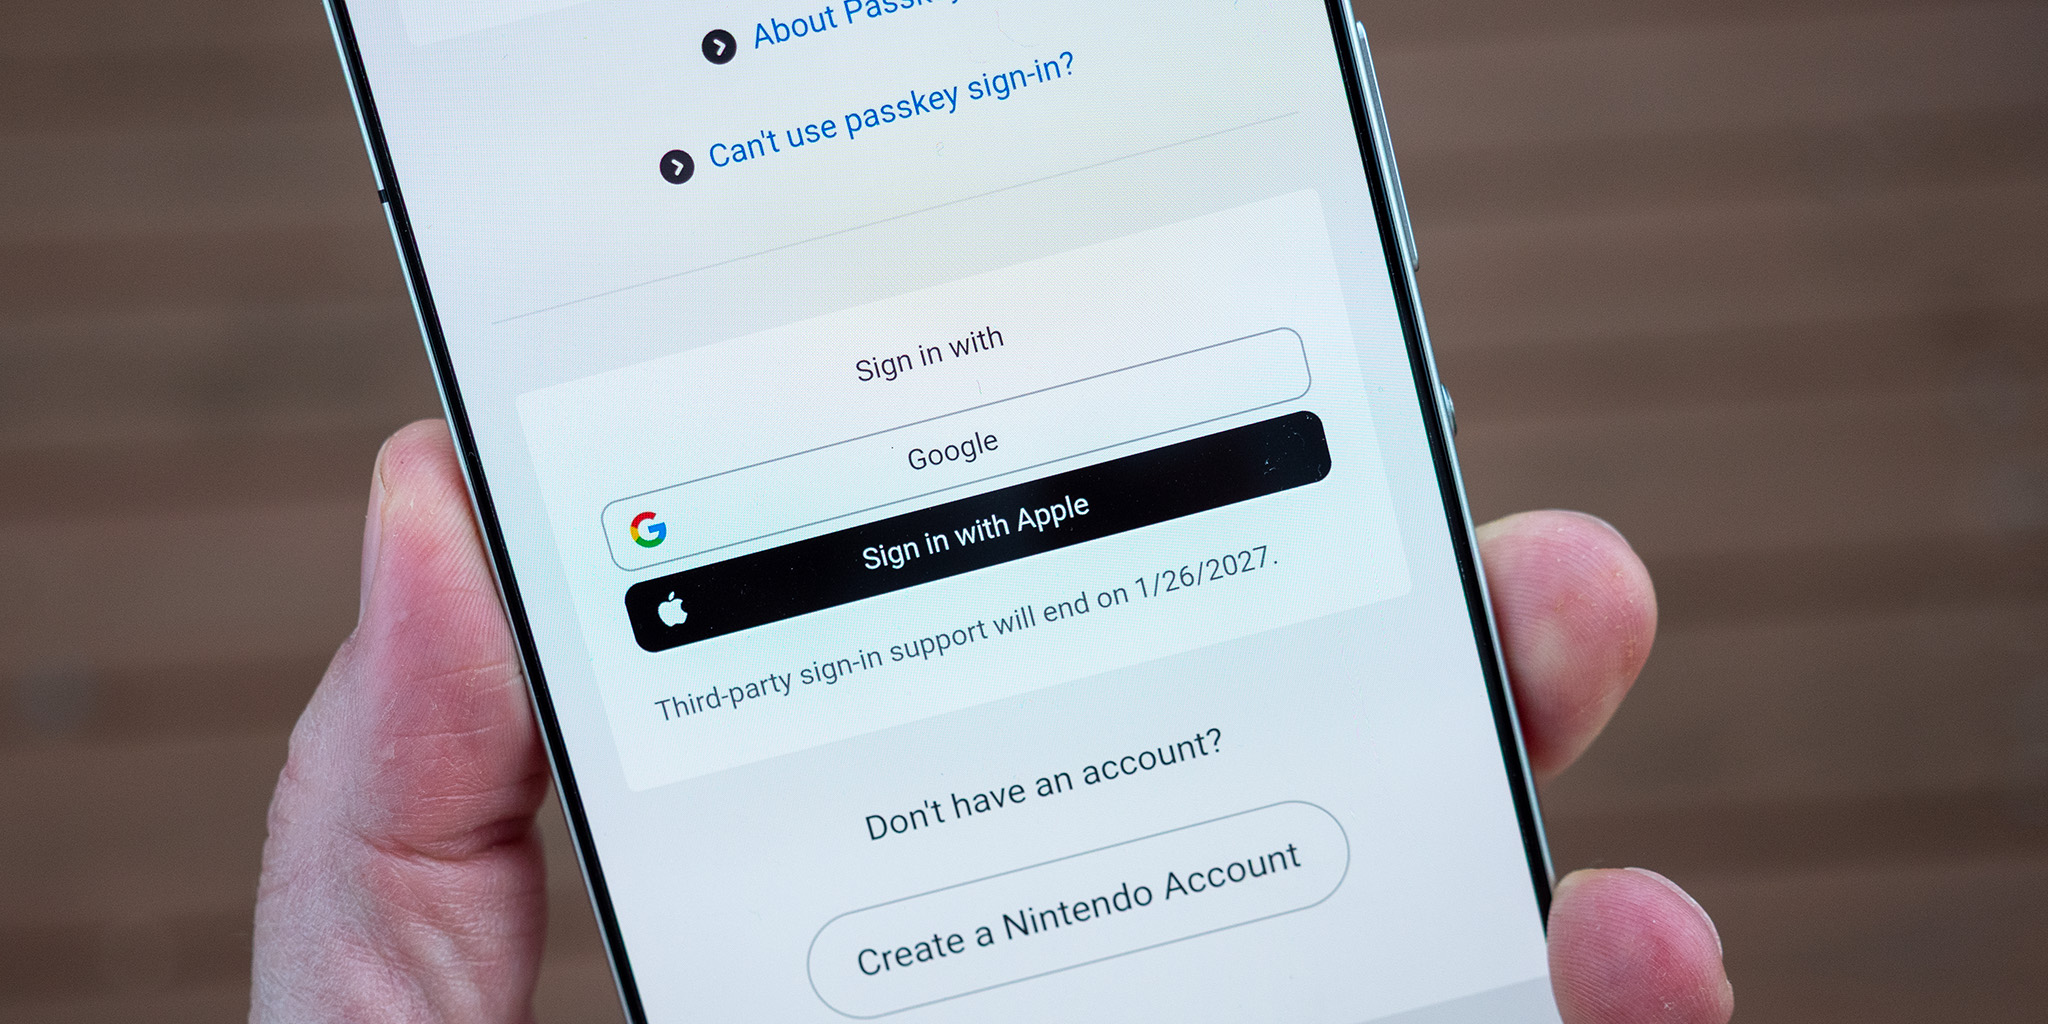 About
Can't use passkey sign-in?
Sign in with
Google
Sign in with Apple
Third-party sign-in support will end on 1/26/2027.
Don't have an account?
Create a Nintendo Account